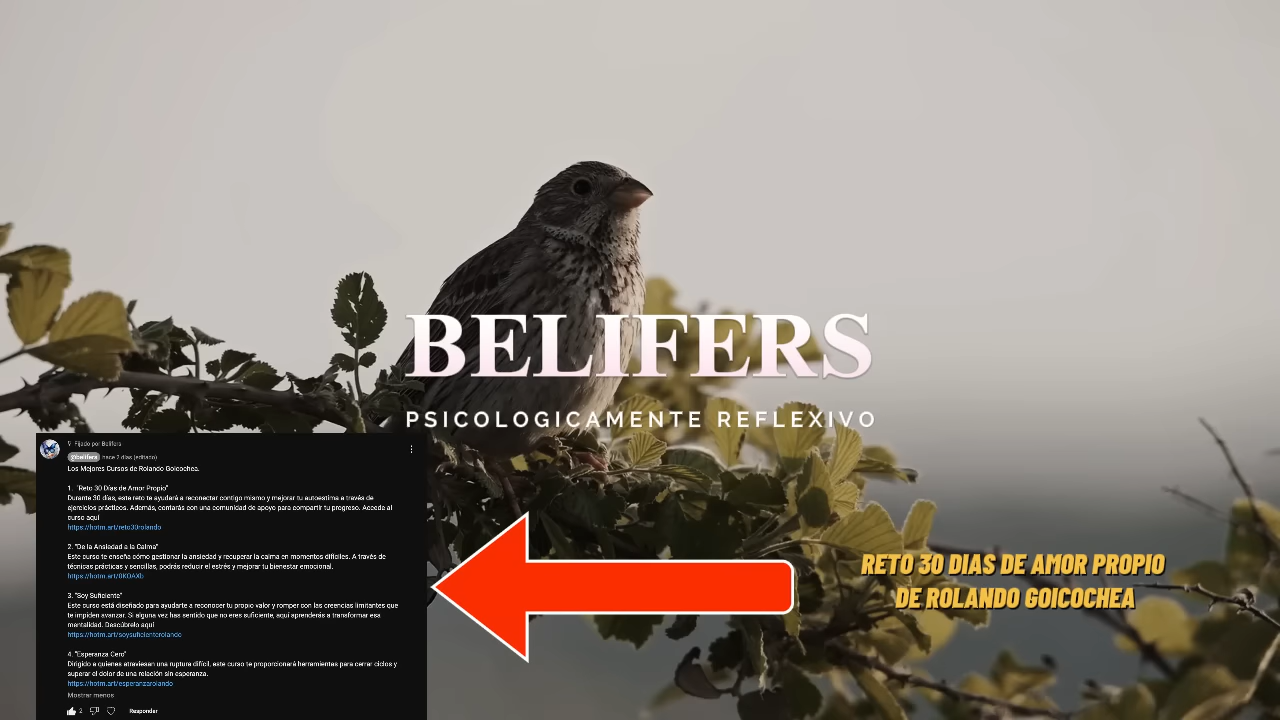 BELIFERS
PSICOLOGICAMENTE REFLEXIVO
Fijado por Belifers
@belifers hace 2 días (editado)
Los Mejores Cursos de Rolando Goicochea.
1. "Reto 30 Días de Amor Propio"
Durante 30 días, este reto te ayudará a reconectar contigo mismo y mejorar tu autoestima a través de
ejercicios prácticos. Además, contarás con una comunidad de apoyo para compartir tu progreso. Accede al
curso aquí
https://hotm.art/reto30rolando
2. "De la Ansiedad a la Calma"
Este curso te enseña cómo gestionar la ansiedad y recuperar la calma en momentos difíciles. A través de
técnicas prácticas y sencillas, podrás reducir el estrés y mejorar tu bienestar emocional.
https://hotm.art/0KOAXb
3. "Soy Suficiente"
Este curso está diseñado para ayudarte a reconocer tu propio valor y romper con las creencias limitantes que
te impiden avanzar. Si alguna vez has sentido que no eres suficiente, aquí aprenderás a transformar esa
mentalidad. Descúbrelo aquí
https://hotm.art/soysuficienterolando
4. "Esperanza Cero"
Dirigido a quienes atraviesan una ruptura difícil, este curso te proporcionará herramientas para cerrar ciclos y
superar el dolor de una relación sin esperanza.
https://hotm.art/esperanzarolando
Mostrar menos
2 Responder
RETO 30 DIAS DE AMOR PROPIO
DE ROLANDO GOICOCHEA